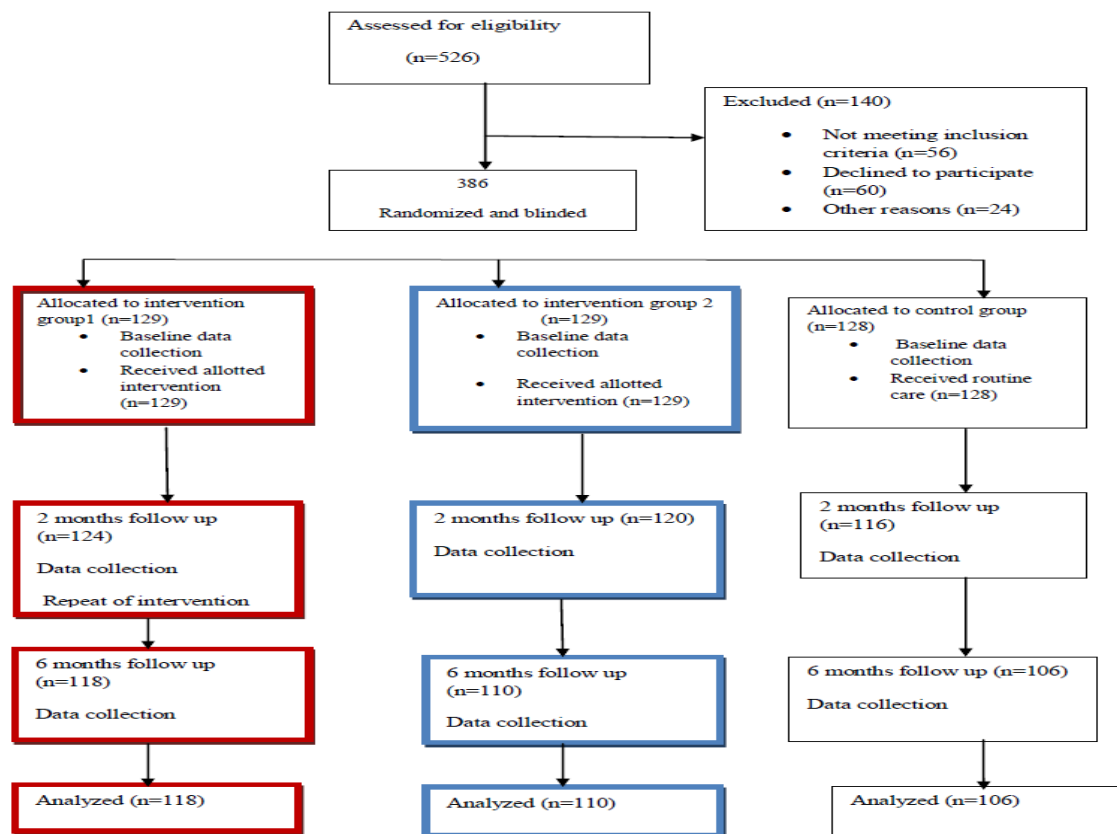 Assessed for eligibility
(n=526)
Excluded (n=140)
• Not meeting inclusion
criteria (n=56)
• Declined to participate
(n=60)
• Other reasons (n=24)
386
Randomized and blinded
Allocated to intervention
group1 (n=129)
• Baseline data
collection
• Received allotted
intervention
(n=129)
Allocated to intervention group 2
(n=129)
• Baseline data
collection
• Received allotted
intervention (n=129)
Allocated to control group
(n=128)
• Baseline data
collection
• Received routine
care (n=128)
2 months follow up
(n=124)
Data collection
Repeat of intervention
2 months follow up (n=120)
Data collection
2 months follow up
(n=116)
Data collection
6 months follow up
(n=118)
Data collection
6 months follow up
(n=110)
Data collection
6 months follow up (n=106)
Data collection
Analyzed (n=118)
Analyzed (n=110)
Analyzed (n=106)